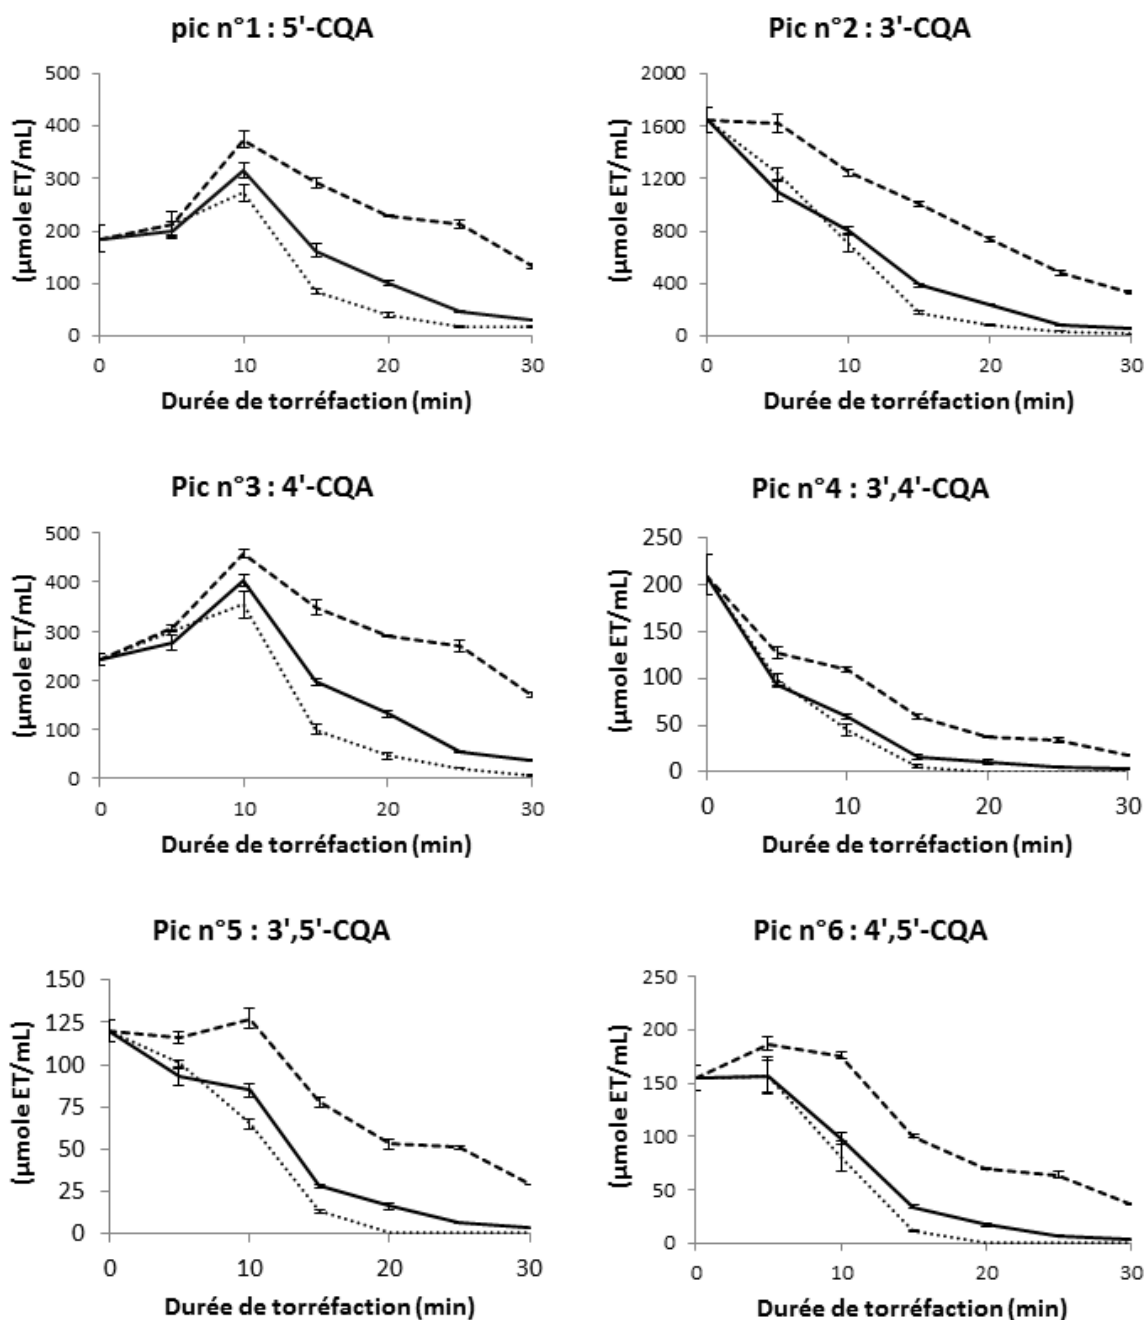 pic n°1 : 5'-CQA
500
400
300
200
100
0
(µmole ET/mL)
0 10 20 30
Durée de torréfaction (min)
Pic n°2 : 3'-CQA
2000
1600
1200
800
400
0
(µmole ET/mL)
0 10 20 30
Durée de torréfaction (min)
Pic n°3 : 4'-CQA
500
400
300
200
100
0
(µmole ET/mL)
0 10 20 30
Durée de torréfaction (min)
Pic n°4 : 3',4'-CQA
250
200
150
100
50
0
(µmole ET/mL)
0 10 20 30
Durée de torréfaction (min)
Pic n°5 : 3',5'-CQA
150
125
100
75
50
25
0
(µmole ET/mL)
0 10 20 30
Durée de torréfaction (min)
Pic n°6 : 4',5'-CQA
250
200
150
100
50
0
(µmole ET/mL)
0 10 20 30
Durée de torréfaction (min)